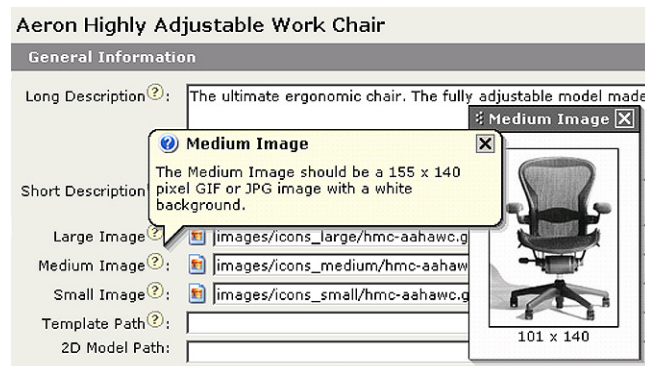 Aeron Highly Adjustable Work Chair
General Information
Long Description?:
The ultimate ergonomic chair. The fully adjustable model made
Medium Image
? Medium Image
The Medium Image should be a 155 x 140
pixel GIF or JPG image with a white
background.
Short Description
Large Image?:
images/icons_large/hmc-aahawc.g
Medium Image?:
images/icons_medium/hmc-aahaw
Small Image?:
images/icons_small/hmc-aahawc.g
Template Path?:
2D Model Path:
101 x 140